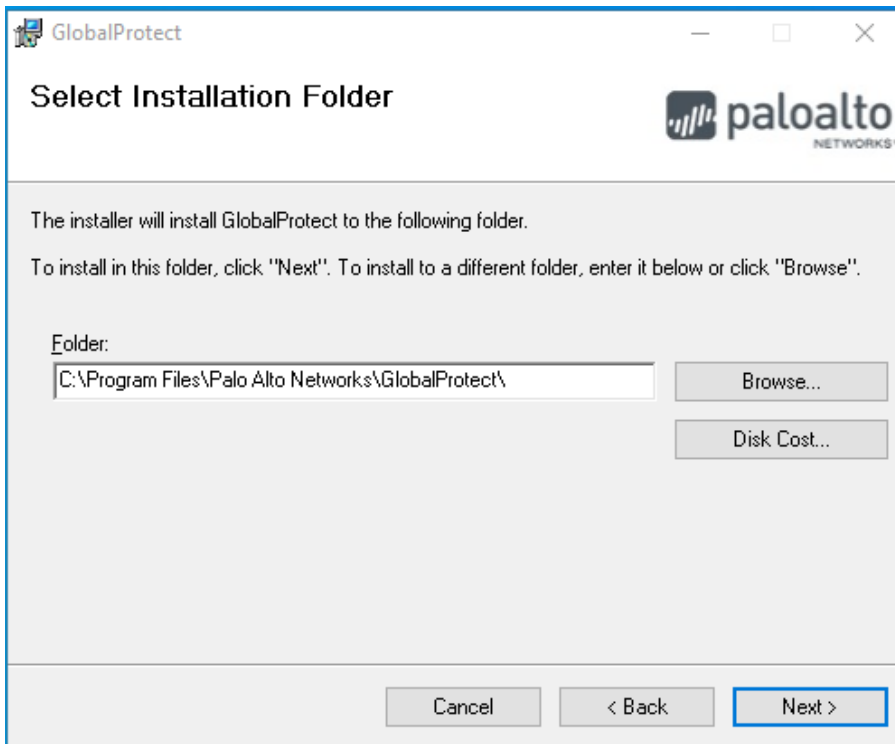 GlobalProtect
Select Installation Folder
paloalto
NETWORKS
The installer will install GlobalProtect to the following folder.
To install in this folder, click "Next". To install to a different folder, enter it below or click "Browse".
Folder:
C:\Program Files\Palo Alto Networks\GlobalProtect\
Browse...
Disk Cost...
Cancel
< Back
Next >